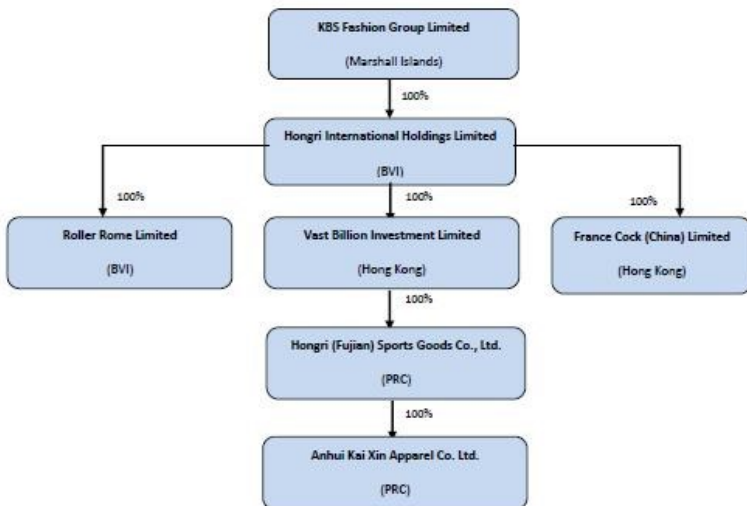 KBS Fashion Group Limited
(Marshall Islands)
100%
Hongri International Holdings Limited
(BVI)
100%
100%
100%
Roller Rome Limited
(BVI)
Vast Billion Investment Limited
(Hong Kong)
France Cock (China) Limited
(Hong Kong)
100%
Hongri (Fujian) Sports Goods Co., Ltd.
(PRC)
100%
Anhui Kai Xin Apparel Co. Ltd.
(PRC)